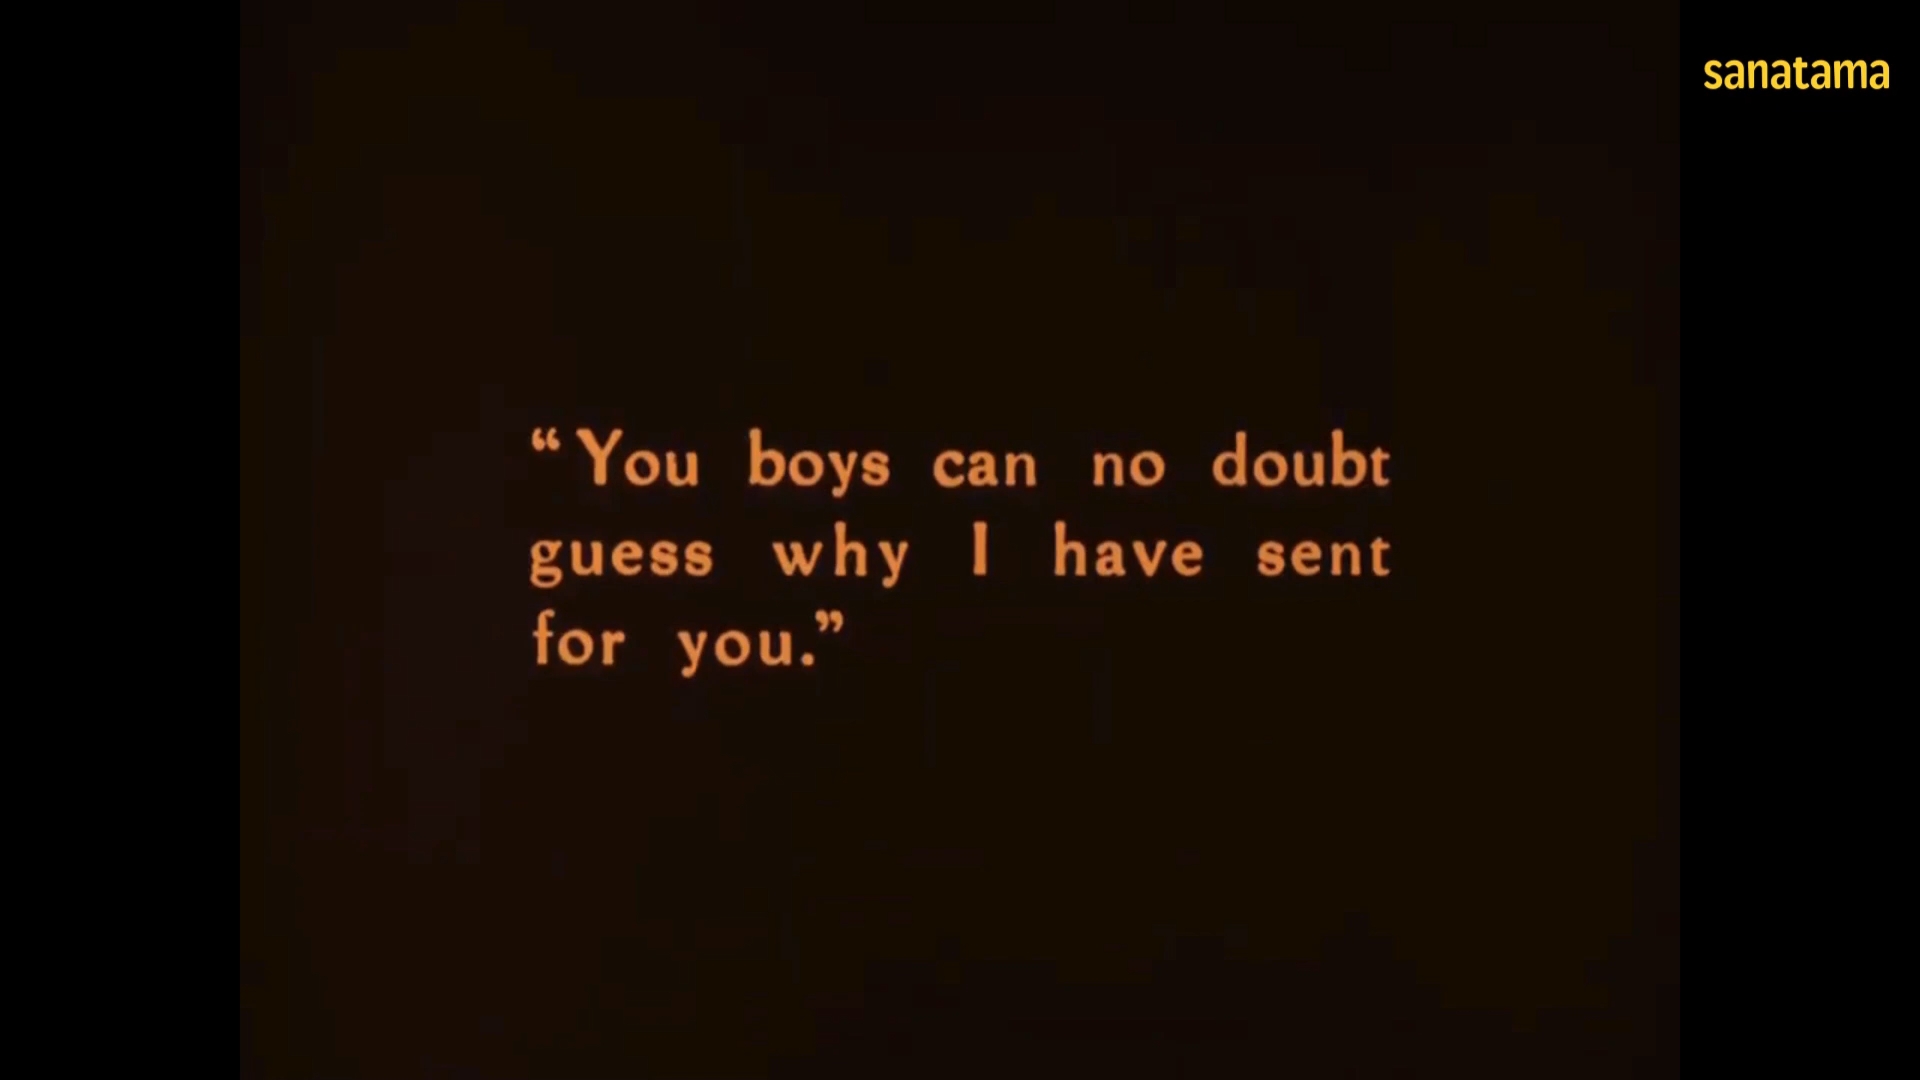 sanatama
“You boys can no doubt
guess why I have sent
for you.”